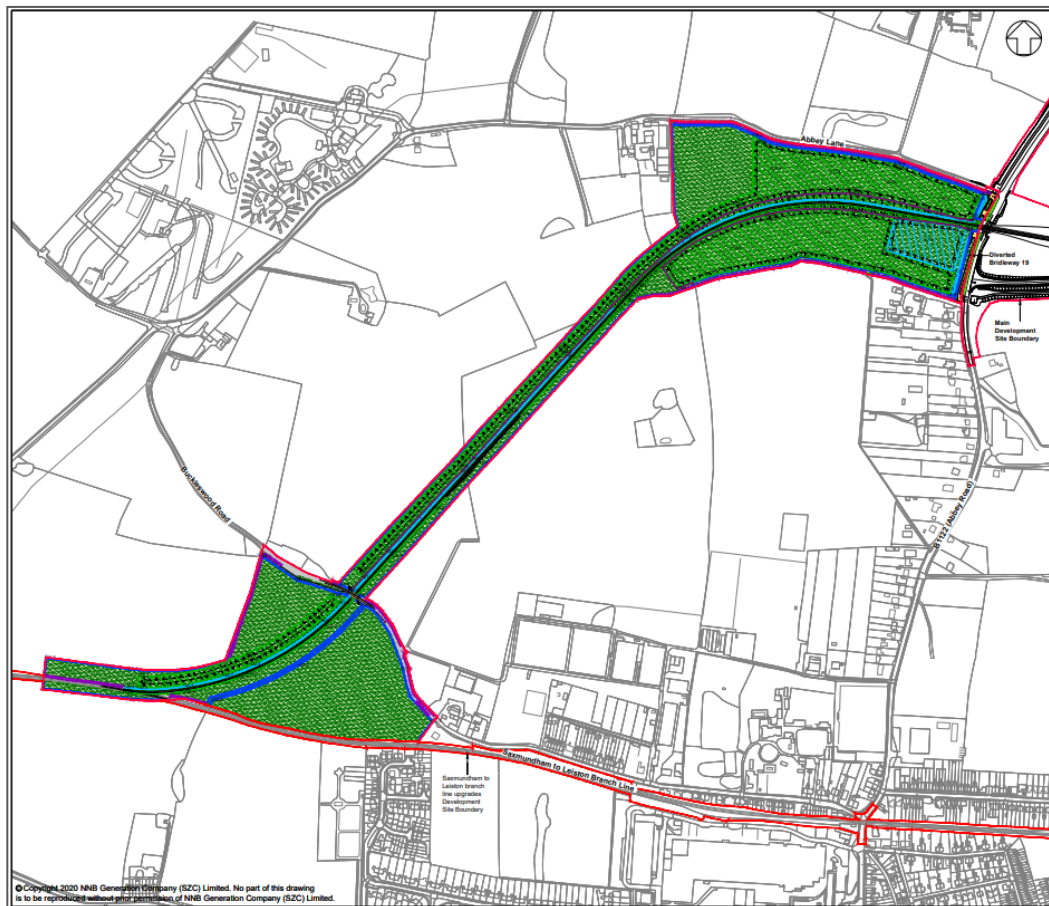 Abbey Lane
Diverted
Bridleway 19
Main
Development
Site Boundary
Buckleswood Road
B1122 (Abbey Road)
Saxmundham to Leiston Branch Line
Saxmundham to
Leiston branch
line upgrades
Development
Site Boundary
© Copyright 2020 NNB Generation Company (SZC) Limited. No part of this drawing
is to be reproduced without prior permission of NNB Generation Company (SZC) Limited.